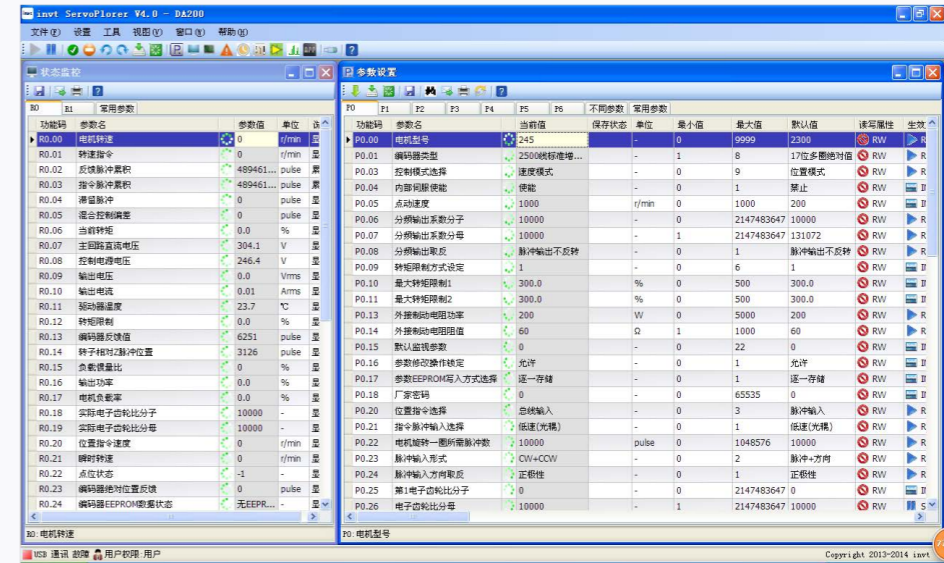 invt ServoPlorer V4.0 - DA200
文件(F) 设置 工具 视图(V) 窗口(W) 帮助(H)
状态监控
R0 R1 常用参数
功能码 参数名 参数值 单位
R0.00 电机转速 0 r/min 显
R0.01 转速指令 0 r/min 显
R0.02 反馈脉冲累积 489461... pulse 累
R0.03 指令脉冲累积 489461... pulse 累
R0.04 滞留脉冲 0 pulse 显
R0.05 混合控制偏差 0 pulse 显
R0.06 当前转矩 0.0 % 显
R0.07 主回路直流电压 304.1 V 显
R0.08 控制电源电压 246.4 V 显
R0.09 输出电压 0.0 Vrms 显
R0.10 输出电流 0.01 Arms 显
R0.11 驱动器温度 23.7 ℃ 显
R0.12 转矩限制 0.0 % 显
R0.13 编码器反馈值 6251 pulse 显
R0.14 转子相对Z脉冲位置 3126 pulse 显
R0.15 负载惯量比 0 % 显
R0.16 输出功率 0.0 % 显
R0.17 电机负载率 0.0 % 显
R0.18 实际电子齿轮比分子 10000 - 显
R0.19 实际电子齿轮比分母 10000 - 显
R0.20 位置指令速度 0 r/min 显
R0.21 瞬时转速 0 r/min 显
R0.22 点位状态 -1 - 显
R0.23 编码器绝对位置反馈 0 pulse 显
R0.24 编码器EEPROM数据状态 无EEPR... - 显
R0:电机转速
参数设置
P0 P1 P2 P3 P4 P5 P6 不同参数 常用参数
功能码 参数名 当前值 保存状态 单位 最小值 最大值 默认值 读写属性 生效
P0.00 电机型号 245 - 0 9999 2300 RW R
P0.01 编码器类型 2500线标准增... - 1 8 17位多圈绝对值 RW R
P0.03 控制模式选择 速度模式 - 0 9 位置模式 RW R
P0.04 内部伺服使能 使能 - 0 1 禁止 RW
P0.05 点动速度 1000 r/min 0 1000 200 RW
P0.06 分频输出系数分子 10000 - 0 2147483647 10000 RW R
P0.07 分频输出系数分母 10000 - 1 2147483647 131072 RW R
P0.08 分频输出取反 脉冲输出不反转 - 0 1 脉冲输出不反转 RW R
P0.09 转矩限制方式设定 1 - 0 6 1 RW
P0.10 最大转矩限制1 300.0 % 0 500 300.0 RW
P0.11 最大转矩限制2 300.0 % 0 500 300.0 RW
P0.13 外接制动电阻功率 200 W 0 5000 200 RW R
P0.14 外接制动电阻阻值 60 Ω 1 1000 60 RW R
P0.15 默认监视参数 0 - 0 22 0 RW
P0.16 参数修改操作锁定 允许 - 0 1 允许 RW
P0.17 参数EEPROM写入方式选择 逐一存储 - 0 1 逐一存储 RW
P0.18 厂家密码 0 - 0 65535 0 RW
P0.20 位置指令选择 总线输入 - 0 3 脉冲输入 RW R
P0.21 指令脉冲输入选择 低速(光耦) - 0 1 低速(光耦) RW R
P0.22 电机旋转一圈所需脉冲数 10000 pulse 0 1048576 10000 RW R
P0.23 脉冲输入形式 CW+CCW - 0 2 脉冲+方向 RW R
P0.24 脉冲输入方向取反 正极性 - 0 1 正极性 RW R
P0.25 第1电子齿轮比分子 0 - 0 2147483647 0 RW
P0.26 电子齿轮比分母 10000 - 1 2147483647 10000 RW S
P0:电机型号
USB 通讯 故障 用户权限:用户
Copyright 2013-2014 invt